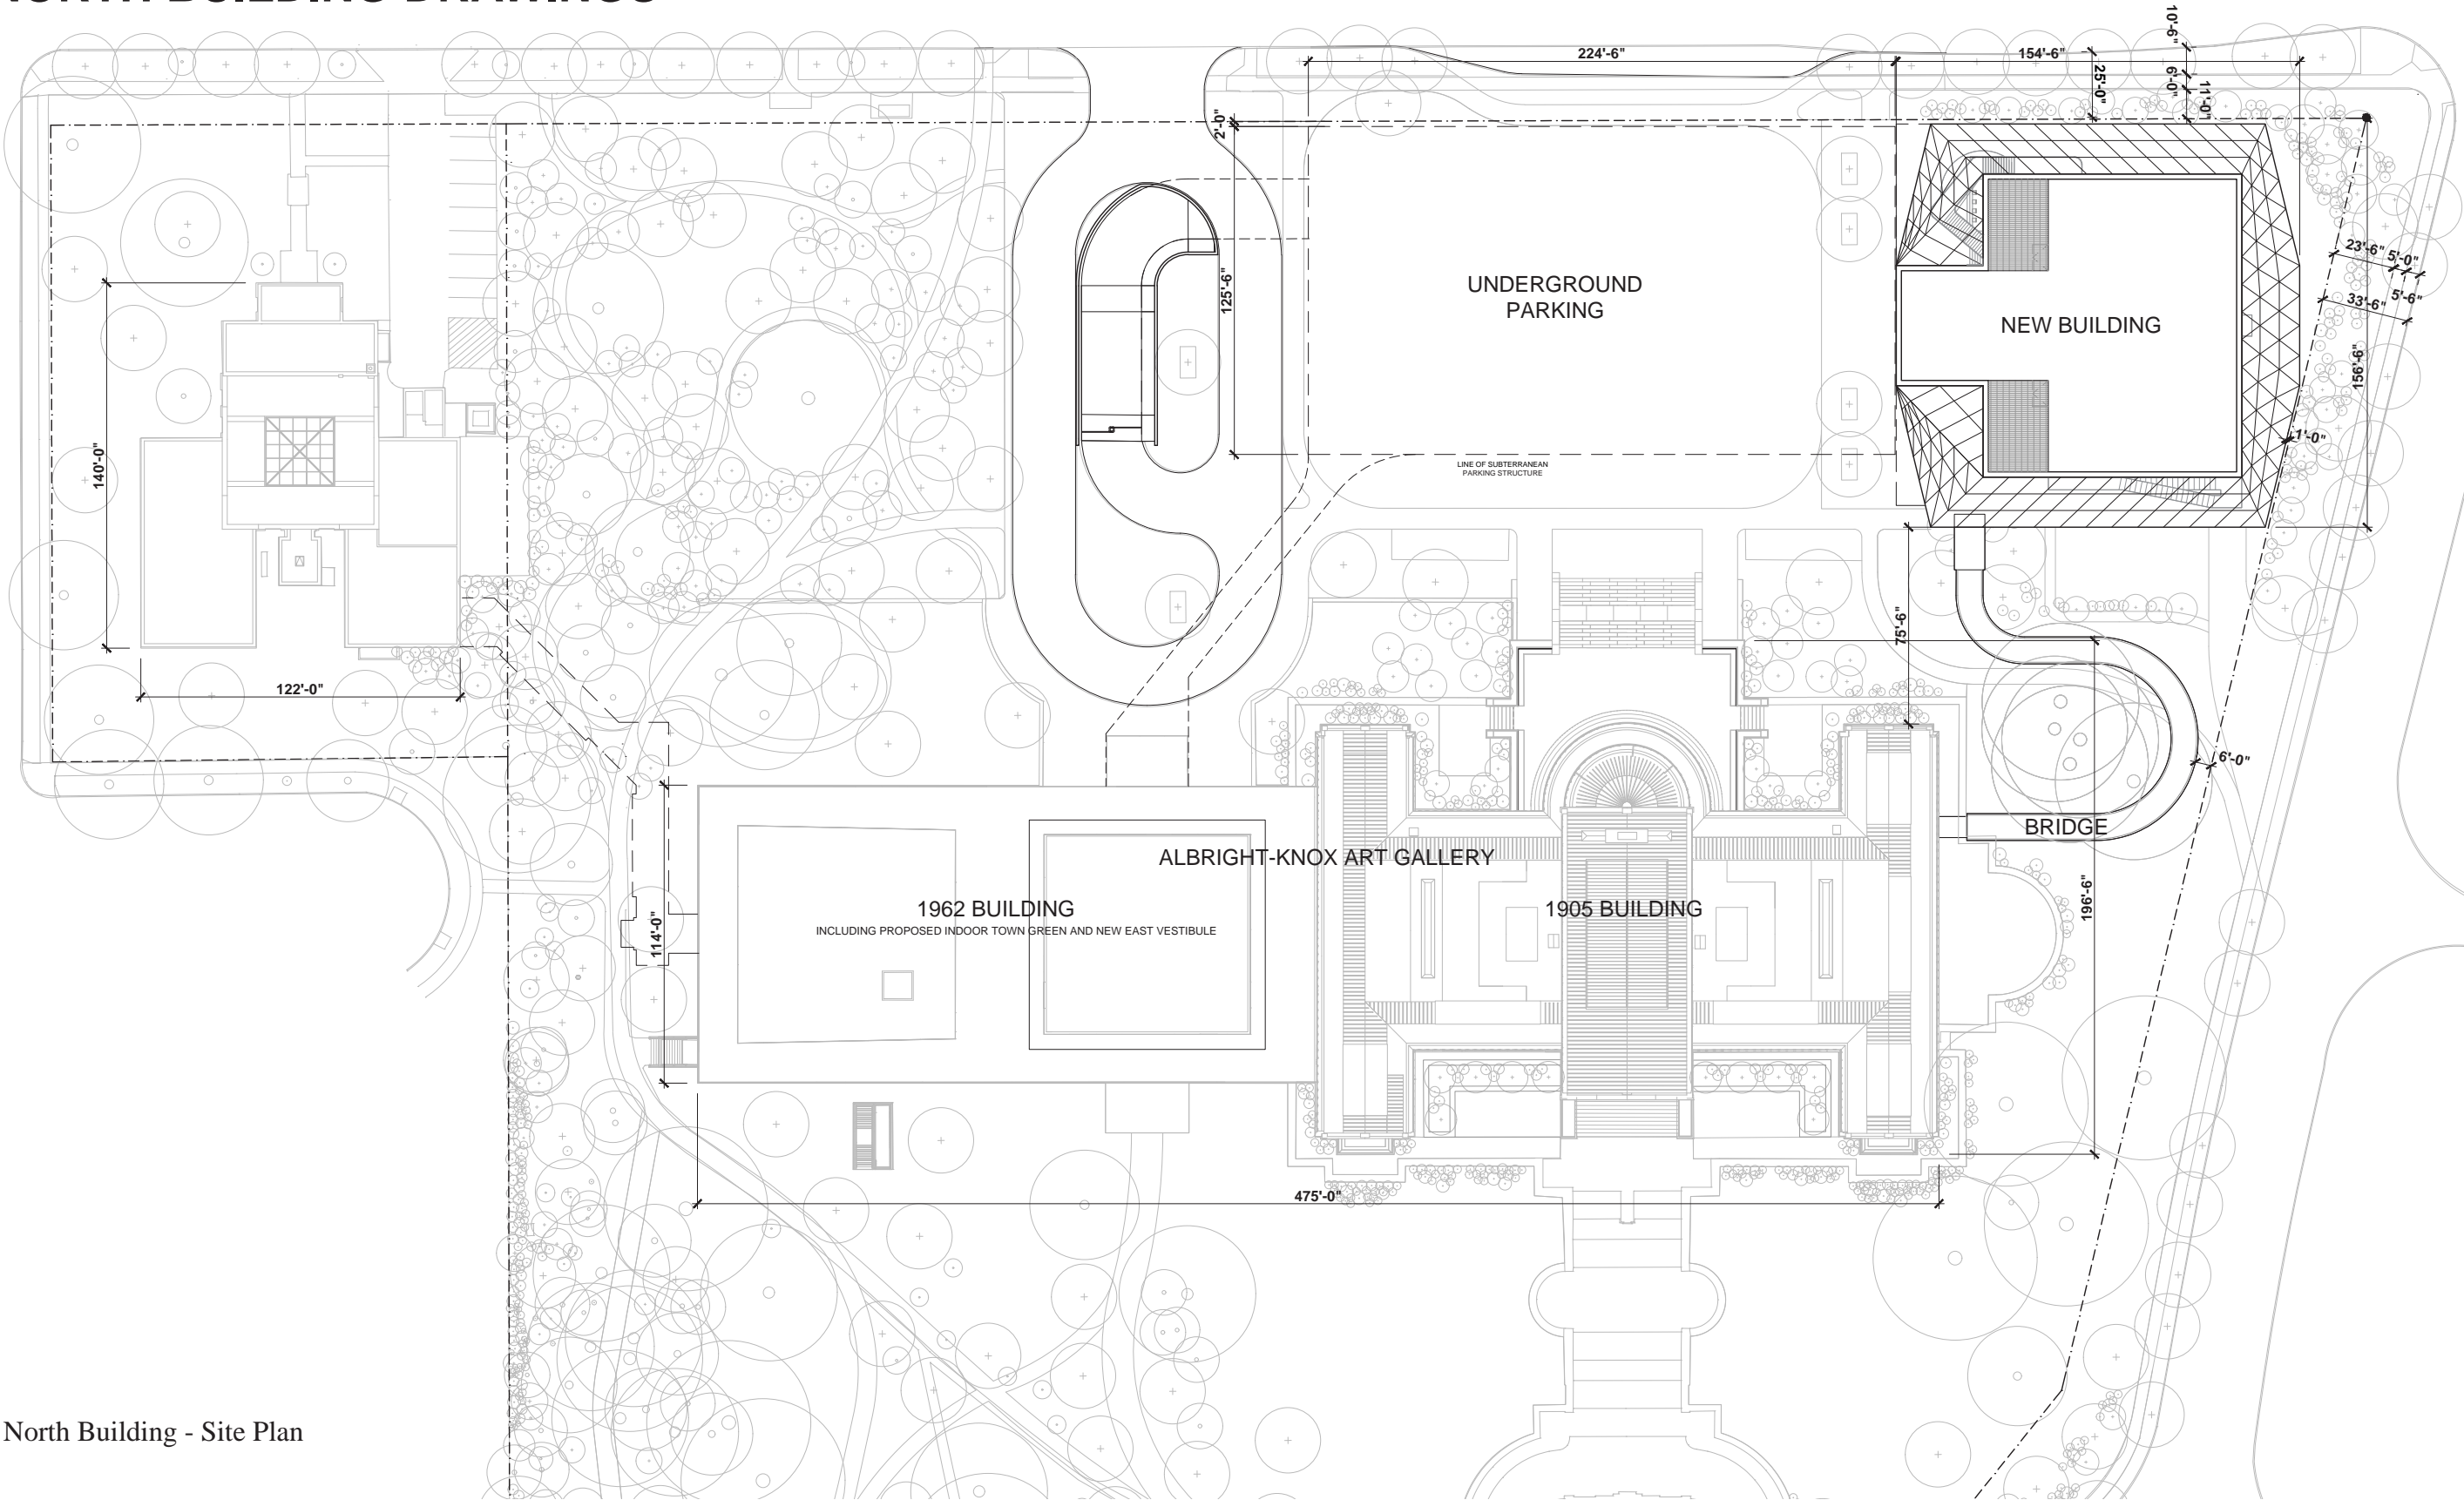 BUILDING DRAWINGS
10'-6"
224'-6"
154'-6"
25'-0"
6'-0"
11'-0"
2'-0"
23'-6"
5'-0"
5'-6"
33'-6"
125'-6"
UNDERGROUND
PARKING
NEW BUILDING
156'-6"
140'-0"
1'-0"
LINE OF SUBTERRANEAN
PARKING STRUCTURE
75'-6"
122'-0"
6'-0"
BRIDGE
ALBRIGHT-KNOX ART GALLERY
1962 BUILDING
INCLUDING PROPOSED INDOOR TOWN GREEN AND NEW EAST VESTIBULE
1905 BUILDING
196'-6"
114'-0"
475'-0"
North Building - Site Plan